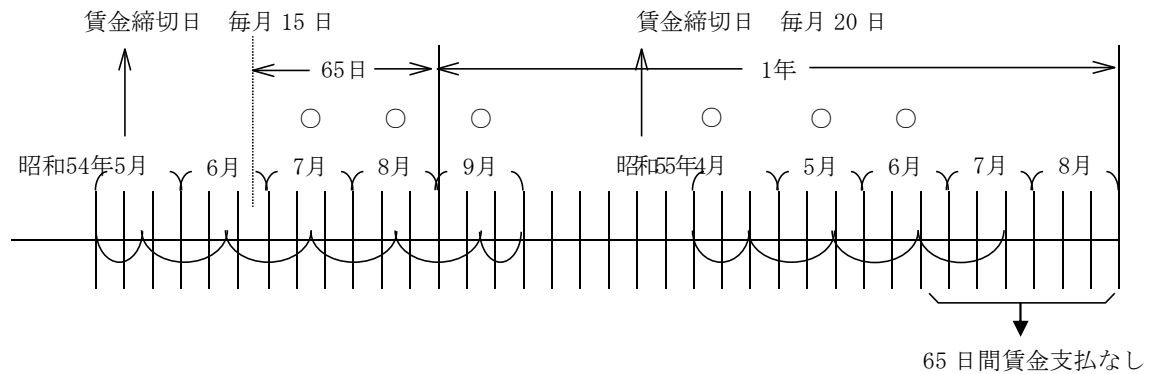 賃金締切日　毎月 15 日
賃金締切日　毎月 20 日
65日
1年
○ ○ ○ ○ ○ ○
昭和54年5月 6月 7月 8月 9月 昭和55年4月 5月 6月 7月 8月
65 日間賃金支払なし